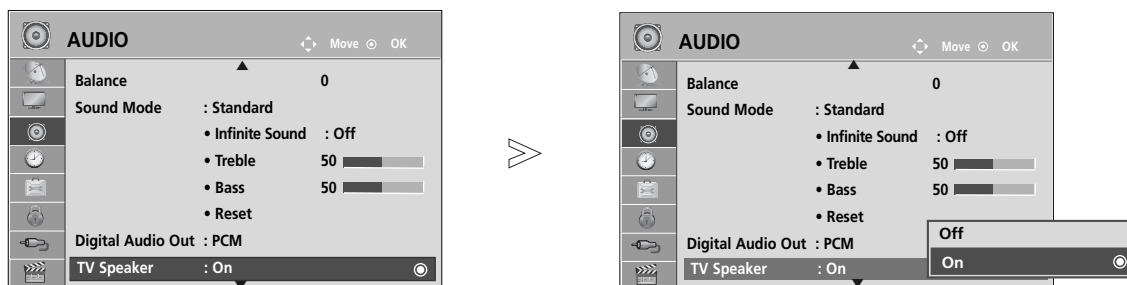 AUDIO
Move OK
Balance 0
Sound Mode : Standard
• Infinite Sound : Off
• Treble 50
• Bass 50
• Reset
Digital Audio Out : PCM
TV Speaker : On
AUDIO
Move OK
Balance 0
Sound Mode : Standard
• Infinite Sound : Off
• Treble 50
• Bass 50
• Reset
Digital Audio Out : PCM
TV Speaker : On
Off
On